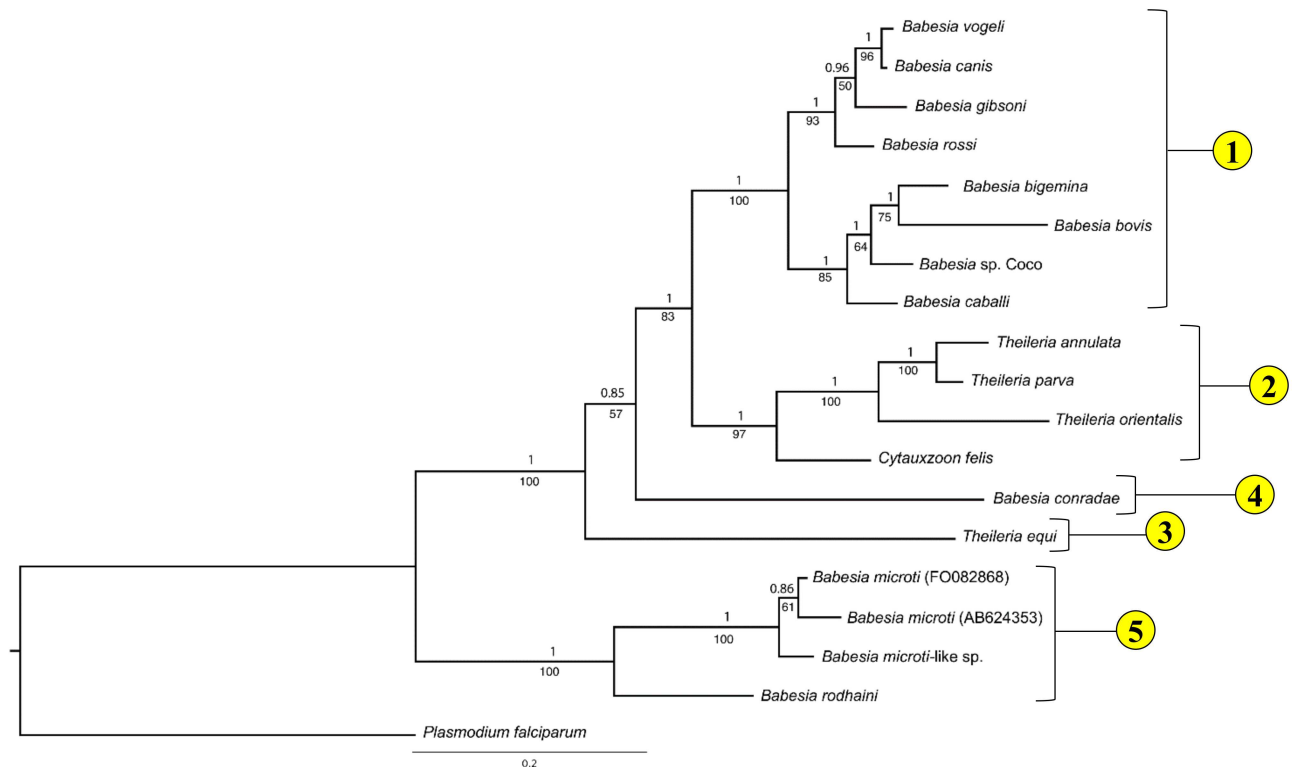 Babesia vogeli
1
96
Babesia canis
0.96
50
Babesia gibsoni
1
93
Babesia rossi
1
1
100
Babesia bigemina
1
75
Babesia bovis
1
64
Babesia sp. Coco
1
85
Babesia caballi
1
83
Theileria annulata
1
100
Theileria parva
2
1
100
Theileria orientalis
0.85
57
1
97
Cytauxzoon felis
1
100
Babesia conradae
4
Theileria equi
3
Babesia microti (FO082868)
0.86
61
Babesia microti (AB624353)
1
100
5
Babesia microti-like sp.
1
100
Babesia rodhaini
Plasmodium falciparum
0.2